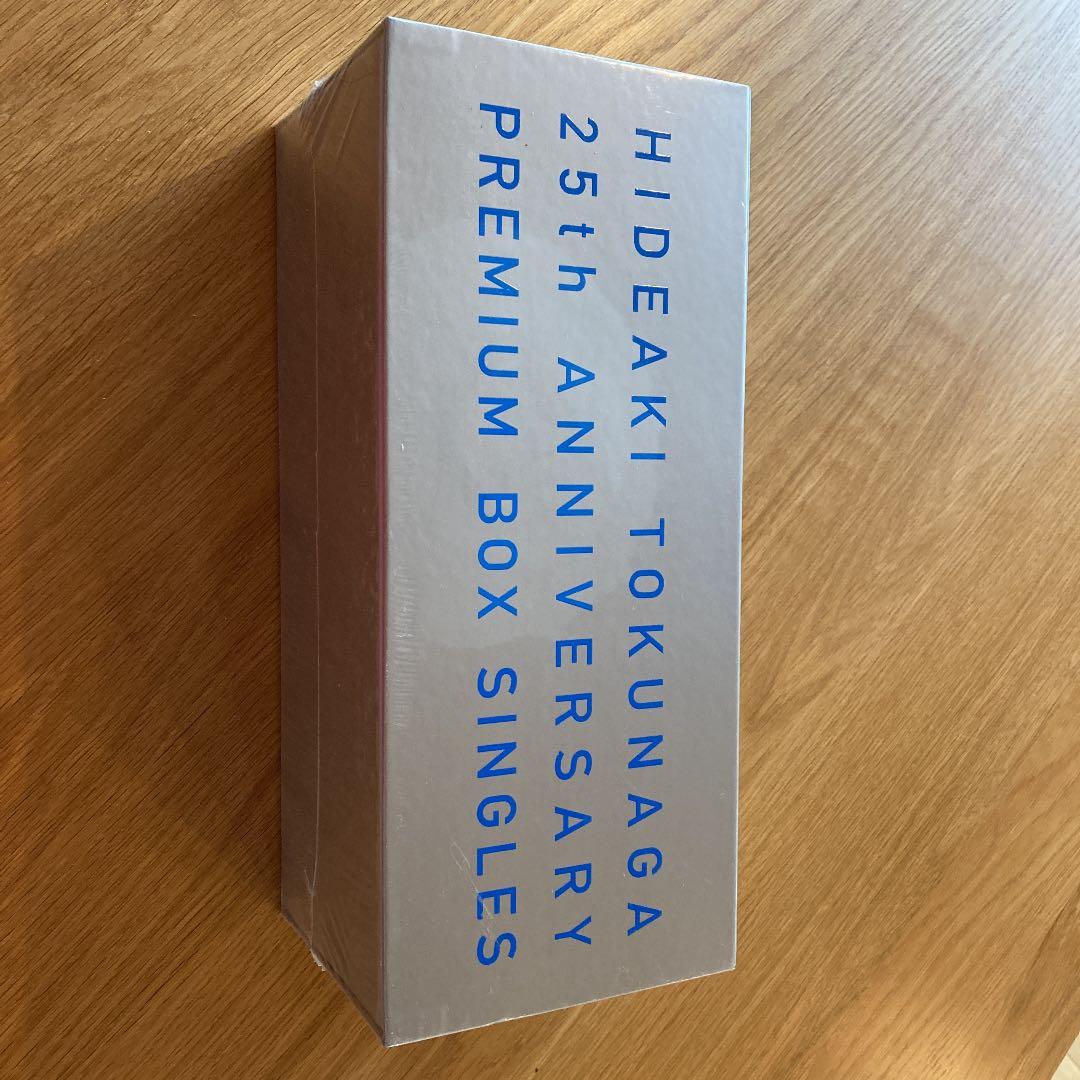 HIDEAKI TOKUNAGA
25th ANNIVERSARY
PREMIUM BOX SINGLES